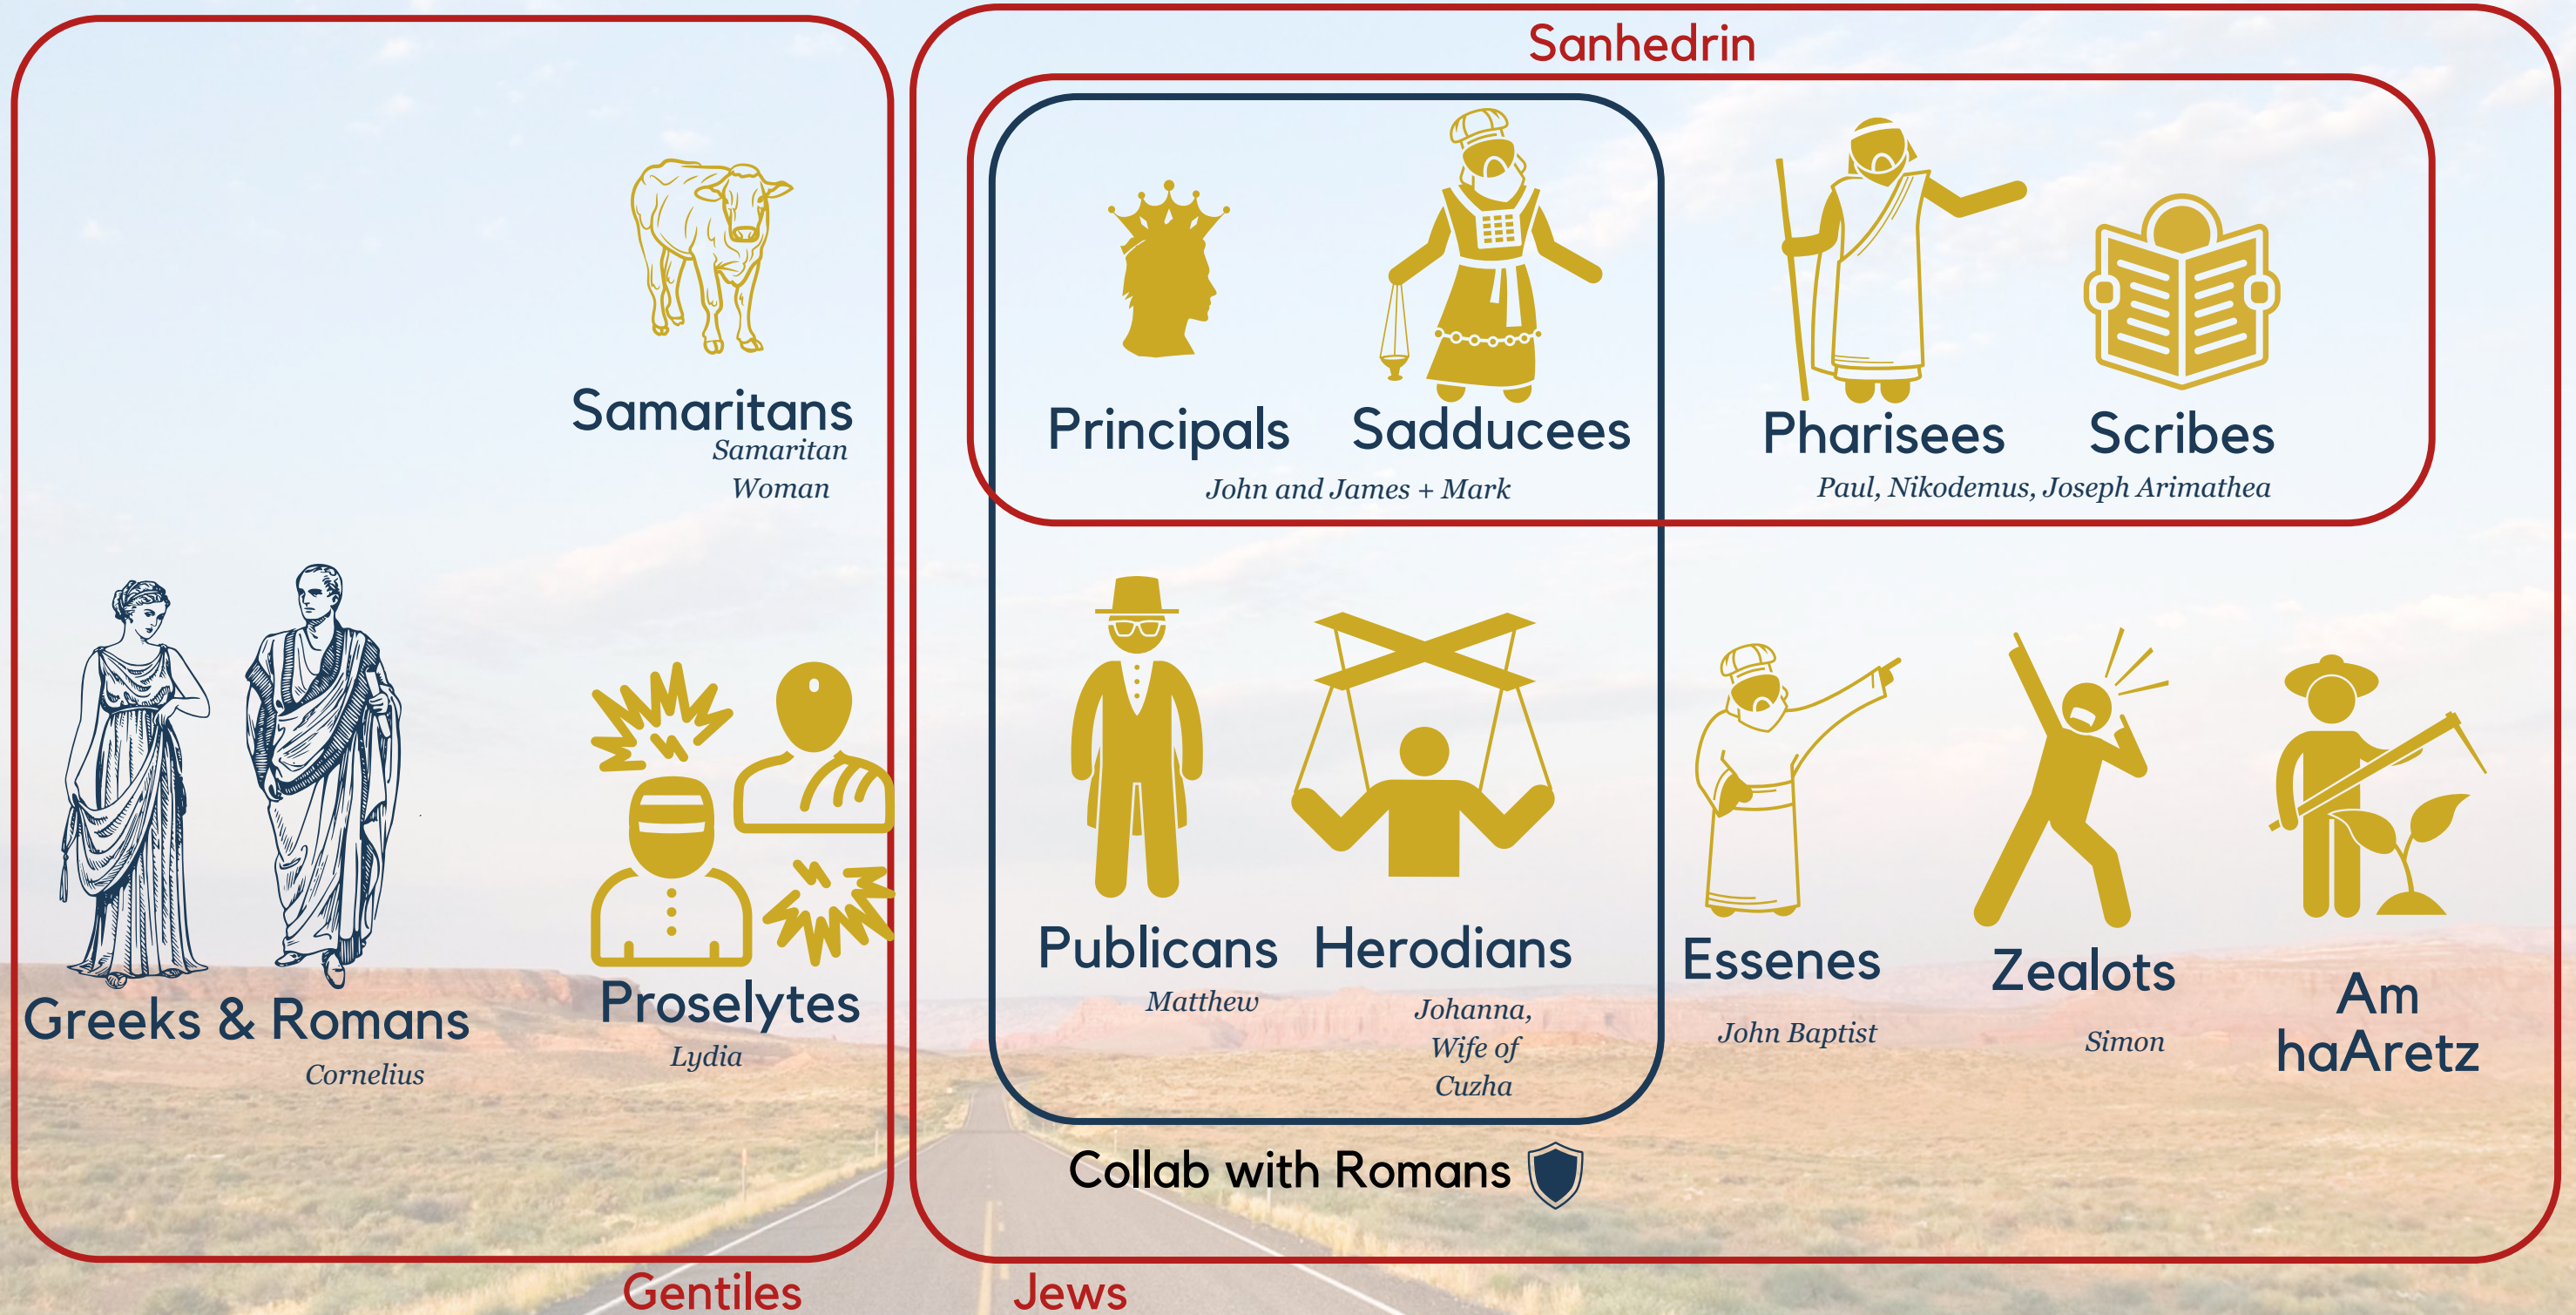 Sanhedrin
Samaritans
Samaritan
Woman
Principals
Sadducees
John and James + Mark
Pharisees
Scribes
Paul, Nikodemus, Joseph Arimathea
Greeks & Romans
Cornelius
Proselytes
Lydia
Publicans
Matthew
Herodians
Johanna,
Wife of
Cuzha
Essenes
John Baptist
Zealots
Simon
Am
haAretz
Collab with Romans
Gentiles
Jews